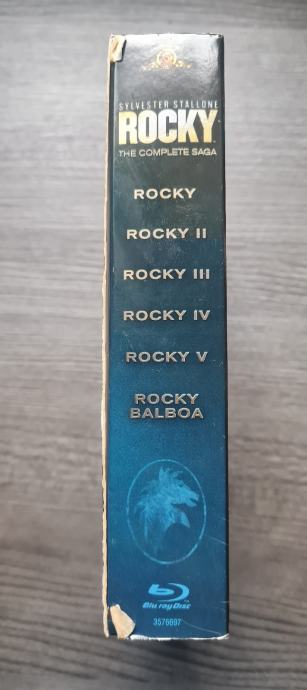 SYLVESTER STALLONE
ROCKY
THE COMPLETE SAGA
ROCKY
ROCKY II
ROCKY III
ROCKY IV
ROCKY V
ROCKY
BALBOA
Blu-ray Disc
3576697